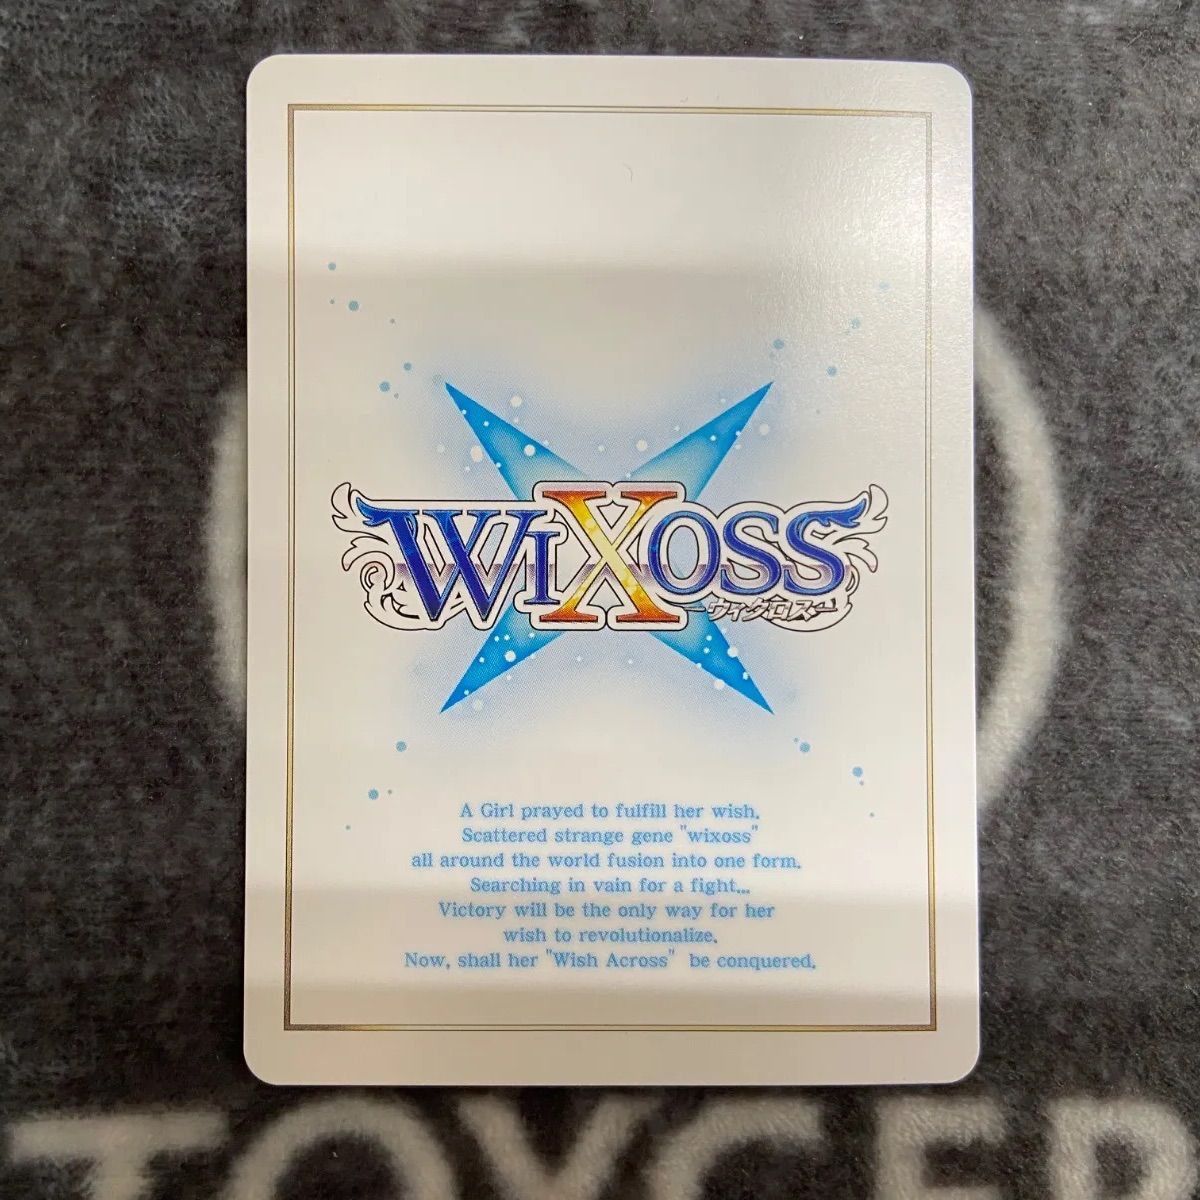 WIXOSS
ーウィクロスー
A Girl prayed to fulfill her wish.
Scattered strange gene "wixoss"
all around the world fusion into one form.
Searching in vain for a fight...
Victory will be the only way for her
wish to revolutionalize.
Now, shall her "Wish Across" be conquered.